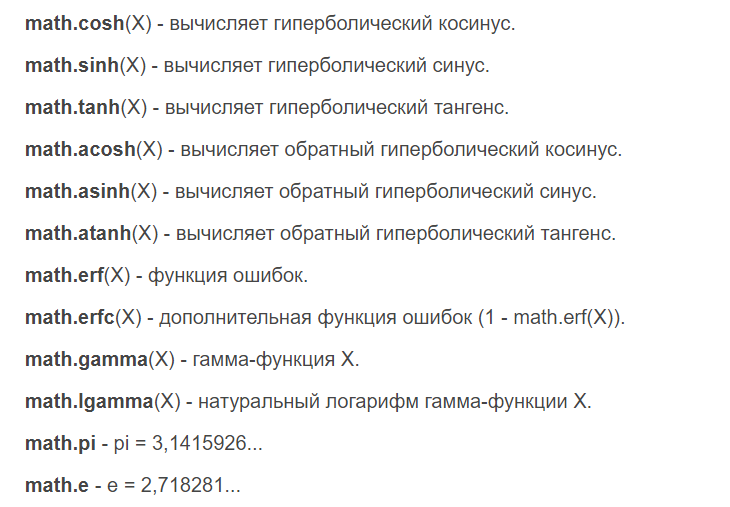 math.cosh(X) - вычисляет гиперболический косинус.
math.sinh(X) - вычисляет гиперболический синус.
math.tanh(X) - вычисляет гиперболический тангенс.
math.acosh(X) - вычисляет обратный гиперболический косинус.
math.asinh(X) - вычисляет обратный гиперболический синус.
math.atanh(X) - вычисляет обратный гиперболический тангенс.
math.erf(X) - функция ошибок.
math.erfc(X) - дополнительная функция ошибок (1 - math.erf(X)).
math.gamma(X) - гамма-функция X.
math.lgamma(X) - натуральный логарифм гамма-функции X.
math.pi - pi = 3,1415926...
math.e - e = 2,718281...